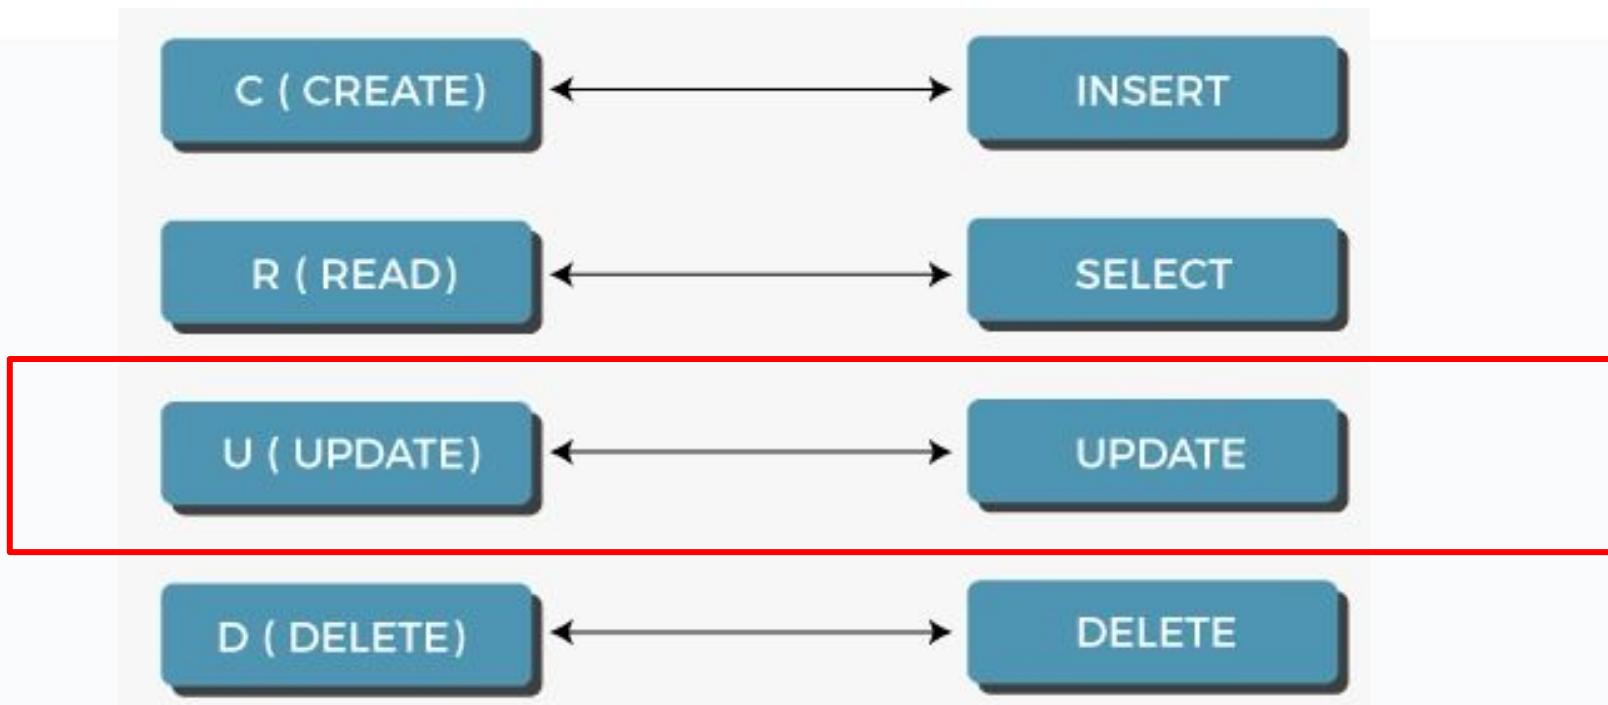 C ( CREATE) INSERT
R ( READ) SELECT
U ( UPDATE) UPDATE
D ( DELETE) DELETE